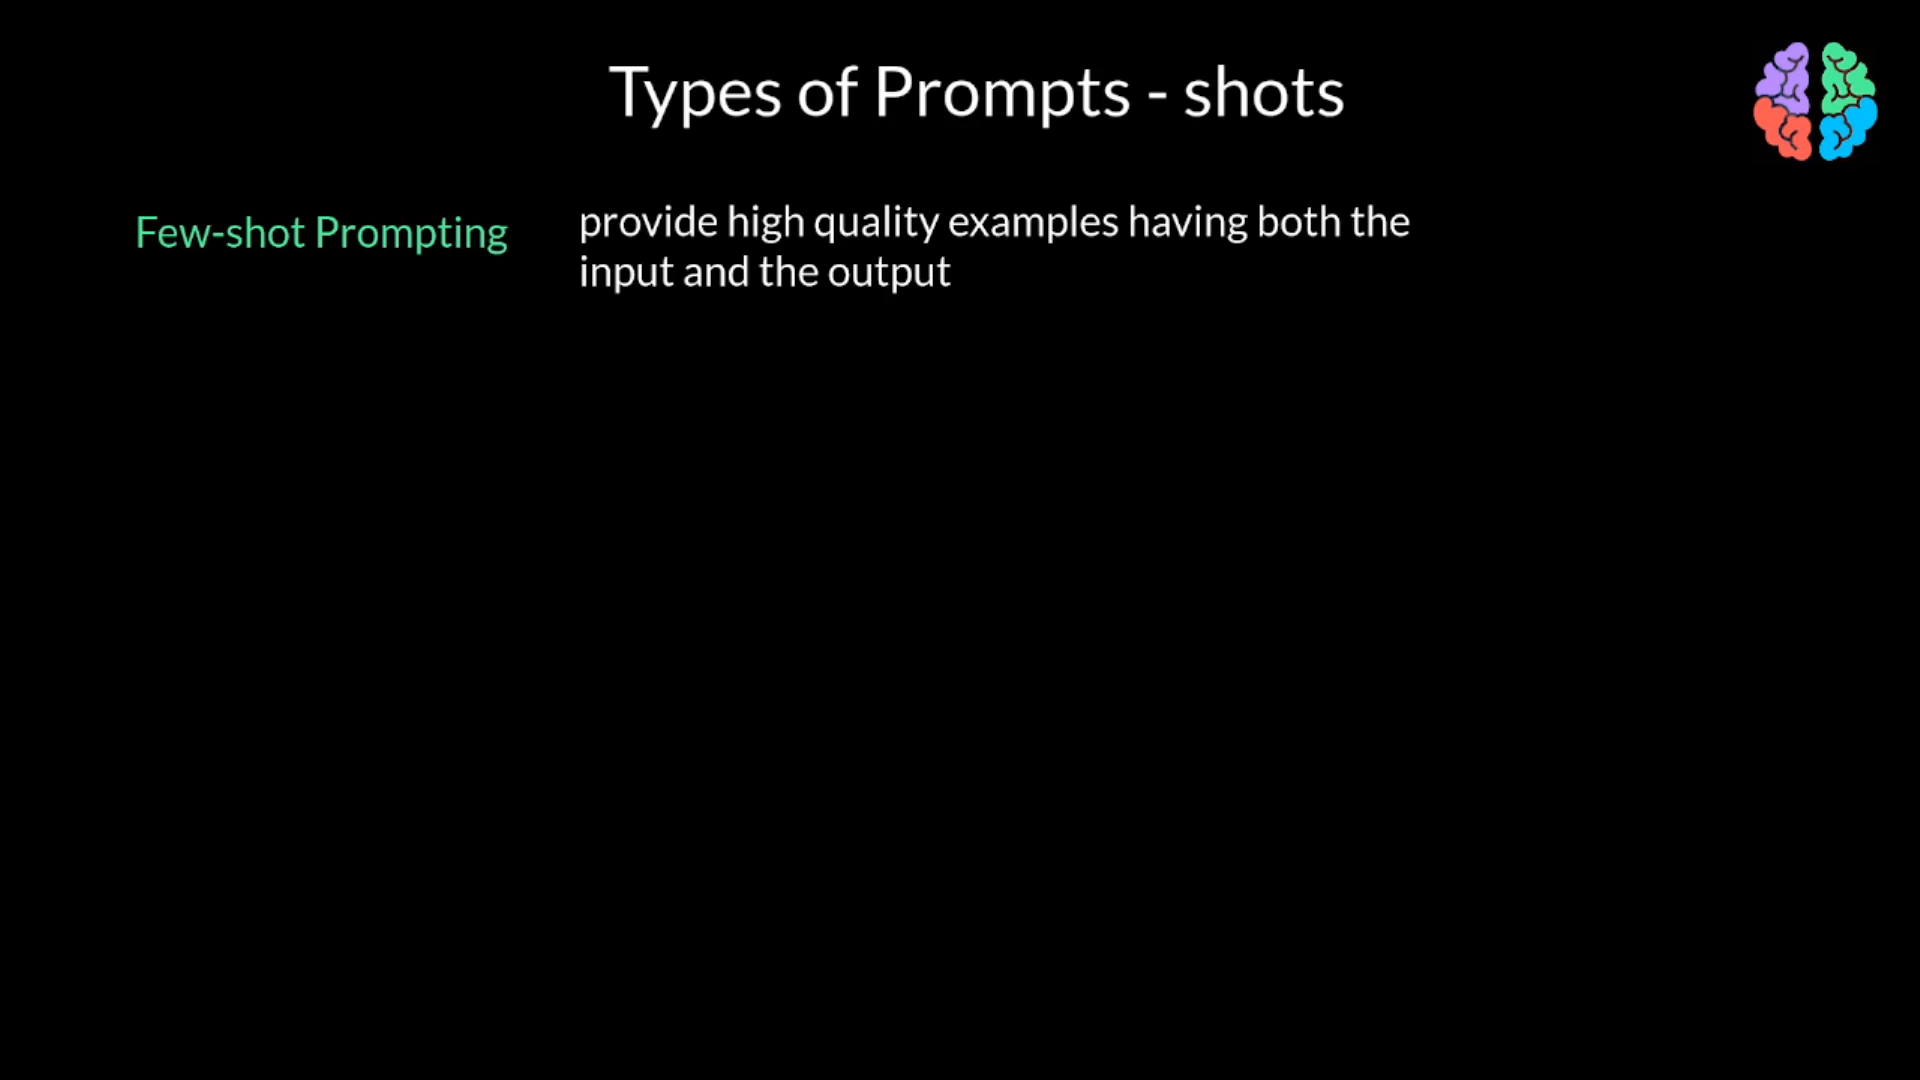 Types of Prompts - shots
Few-shot Prompting
provide high quality examples having both the
input and the output